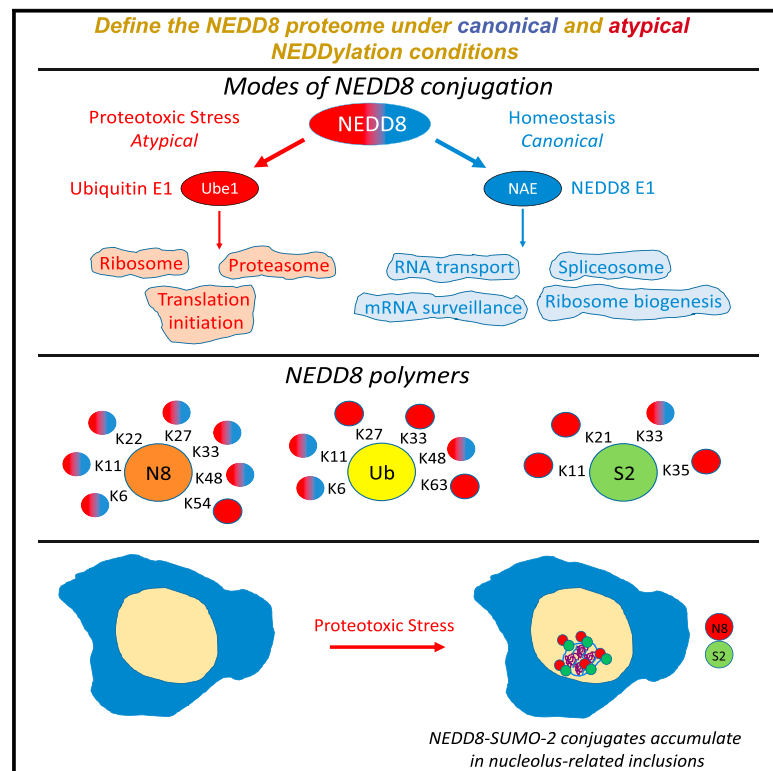 Define the NEDD8 proteome under canonical and atypical
NEDDylation conditions
Modes of NEDD8 conjugation
Proteotoxic Stress
Atypical
NEDD8
Homeostasis
Canonical
Ubiquitin E1
Ube1
NAE
NEDD8 E1
Ribosome
Proteasome
Translation
initiation
RNA transport
Spliceosome
mRNA surveillance
Ribosome biogenesis
NEDD8 polymers
K6
K11
K22
K27
K33
K48
K54
N8
K6
K11
K27
K33
K48
K63
Ub
K11
K21
K33
K35
S2
Proteotoxic Stress
N8
S2
NEDD8-SUMO-2 conjugates accumulate
in nucleolus-related inclusions